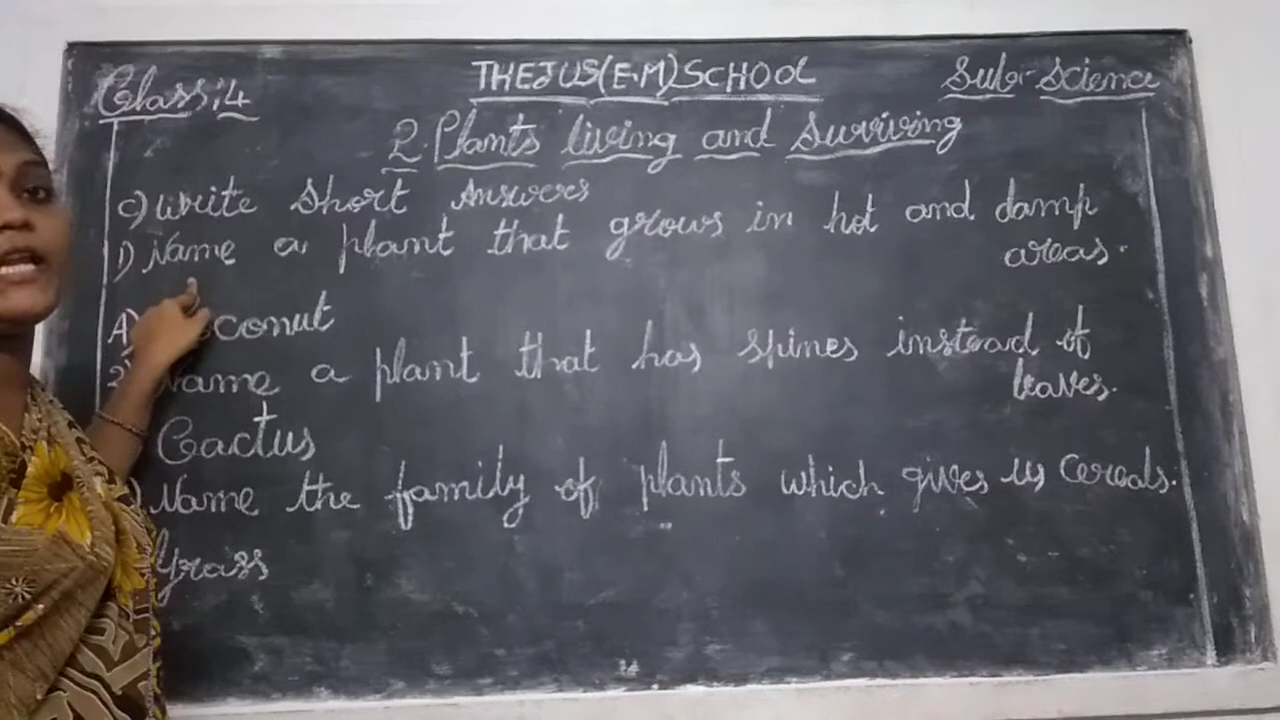 Class:4
THEJUS(E.M)SCHOOL
Sub- Science
2. Plants living and Surviving
C) Write Short Answers
1) Name a plant that grows in hot and damp
areas.
A) conut
2) Name a plant that has spines instead of
leaves.
Cactus
) Name the family of plants which gives us Cereals.
Grass